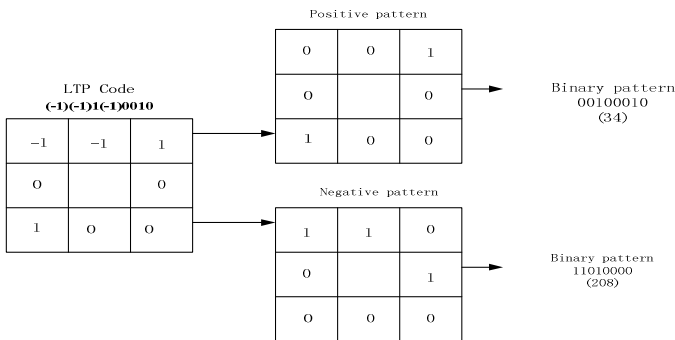 Positive pattern
0 0 1
0 0
1 0 0
Binary pattern
00100010
(34)
LTP Code
(-1)(-1)1(-1)0010
-1 -1 1
0 0
1 0 0
Negative pattern
1 1 0
0 1
0 0 0
Binary pattern
11010000
(208)